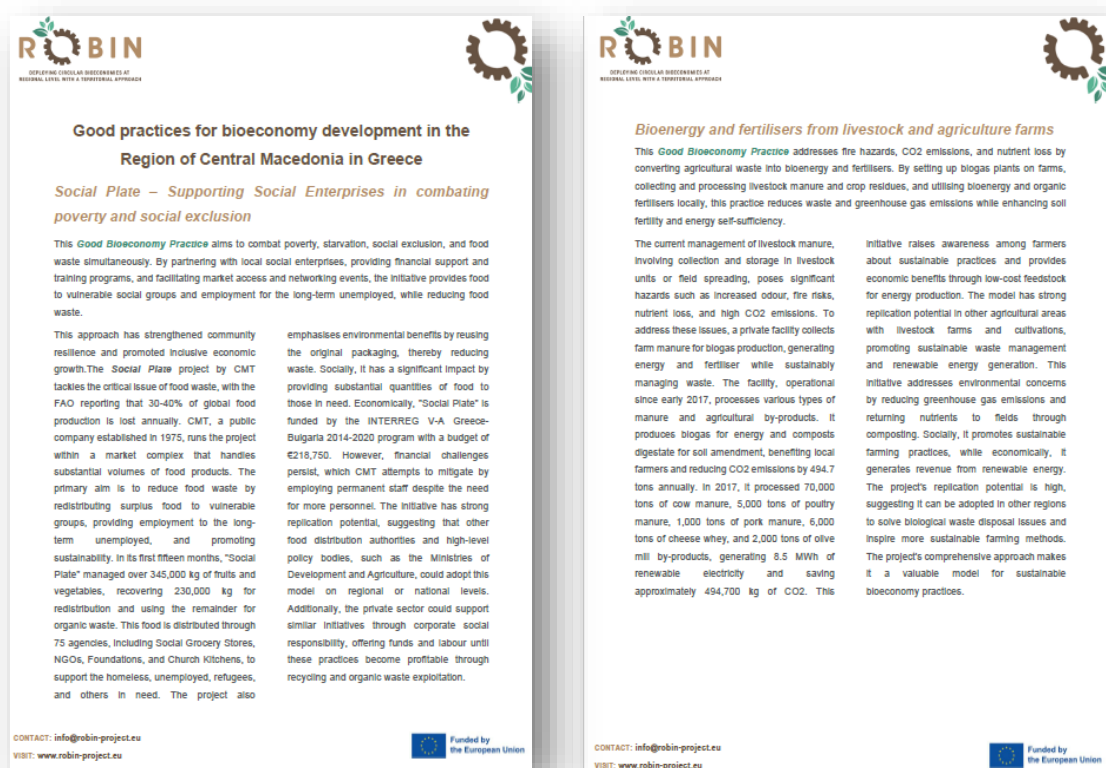 ROBIN
DEPLOYING CIRCULAR BIOECONOMIES AT
REGIONAL LEVEL WITH A TERRITORIAL APPROACH
Good practices for bioeconomy development in the
Region of Central Macedonia in Greece
Social Plate – Supporting Social Enterprises in combating
poverty and social exclusion
This Good Bioeconomy Practice aims to combat poverty, starvation, social exclusion, and food
waste simultaneously. By partnering with local social enterprises, providing financial support and
training programs, and facilitating market access and networking events, the initiative provides food
to vulnerable social groups and employment for the long-term unemployed, while reducing food
waste.
This approach has strengthened community
resilience and promoted inclusive economic
growth.The Social Plate project by CMT
tackles the critical issue of food waste, with the
FAO reporting that 30-40% of global food
production is lost annually. CMT, a public
company established in 1975, runs the project
within a market complex that handles
substantial volumes of food products. The
primary aim is to reduce food waste by
redistributing surplus food to vulnerable
groups, providing employment to the long-
term unemployed, and promoting
sustainability. In its first fifteen months, "Social
Plate" managed over 345,000 kg of fruits and
vegetables, recovering 230,000 kg for
redistribution and using the remainder for
organic waste. This food is distributed through
75 agencies, including Social Grocery Stores,
NGOs, Foundations, and Church Kitchens, to
support the homeless, unemployed, refugees,
and others in need. The project also
emphasises environmental benefits by reusing
the original packaging, thereby reducing
waste. Socially, it has a significant impact by
providing substantial quantities of food to
those in need. Economically, "Social Plate" is
funded by the INTERREG V-A Greece-
Bulgaria 2014-2020 program with a budget of
€218,750. However, financial challenges
persist, which CMT attempts to mitigate by
employing permanent staff despite the need
for more personnel. The initiative has strong
replication potential, suggesting that other
food distribution authorities and high-level
policy bodies, such as the Ministries of
Development and Agriculture, could adopt this
model on regional or national levels.
Additionally, the private sector could support
similar initiatives through corporate social
responsibility, offering funds and labour until
these practices become profitable through
recycling and organic waste exploitation.
CONTACT: info@robin-project.eu
VISIT: www.robin-project.eu
Funded by
the European Union
ROBIN
DEPLOYING CIRCULAR BIOECONOMIES AT
REGIONAL LEVEL WITH A TERRITORIAL APPROACH
Bioenergy and fertilisers from livestock and agriculture farms
This Good Bioeconomy Practice addresses fire hazards, CO2 emissions, and nutrient loss by
converting agricultural waste into bioenergy and fertilisers. By setting up biogas plants on farms,
collecting and processing livestock manure and crop residues, and utilising bioenergy and organic
fertilisers locally, this practice reduces waste and greenhouse gas emissions while enhancing soil
fertility and energy self-sufficiency.
The current management of livestock manure,
involving collection and storage in livestock
units or field spreading, poses significant
hazards such as increased odour, fire risks,
nutrient loss, and high CO2 emissions. To
address these issues, a private facility collects
farm manure for biogas production, generating
energy and fertiliser while sustainably
managing waste. The facility, operational
since early 2017, processes various types of
manure and agricultural by-products. It
produces biogas for energy and composts
digestate for soil amendment, benefiting local
farmers and reducing CO2 emissions by 494.7
tons annually. In 2017, it processed 70,000
tons of cow manure, 5,000 tons of poultry
manure, 1,000 tons of pork manure, 6,000
tons of cheese whey, and 2,000 tons of olive
mill by-products, generating 8.5 MWh of
renewable electricity and saving
approximately 494,700 kg of CO2. This
initiative raises awareness among farmers
about sustainable practices and provides
economic benefits through low-cost feedstock
for energy production. The model has strong
replication potential in other agricultural areas
with livestock farms and cultivations,
promoting sustainable waste management
and renewable energy generation. This
initiative addresses environmental concerns
by reducing greenhouse gas emissions and
returning nutrients to fields through
composting. Socially, it promotes sustainable
farming practices, while economically, it
generates revenue from renewable energy.
The project's replication potential is high,
suggesting it can be adopted in other regions
to solve biological waste disposal issues and
inspire more sustainable farming methods.
The project's comprehensive approach makes
it a valuable model for sustainable
bioeconomy practices.
CONTACT: info@robin-project.eu
VISIT: www.robin-project.eu
Funded by
the European Union